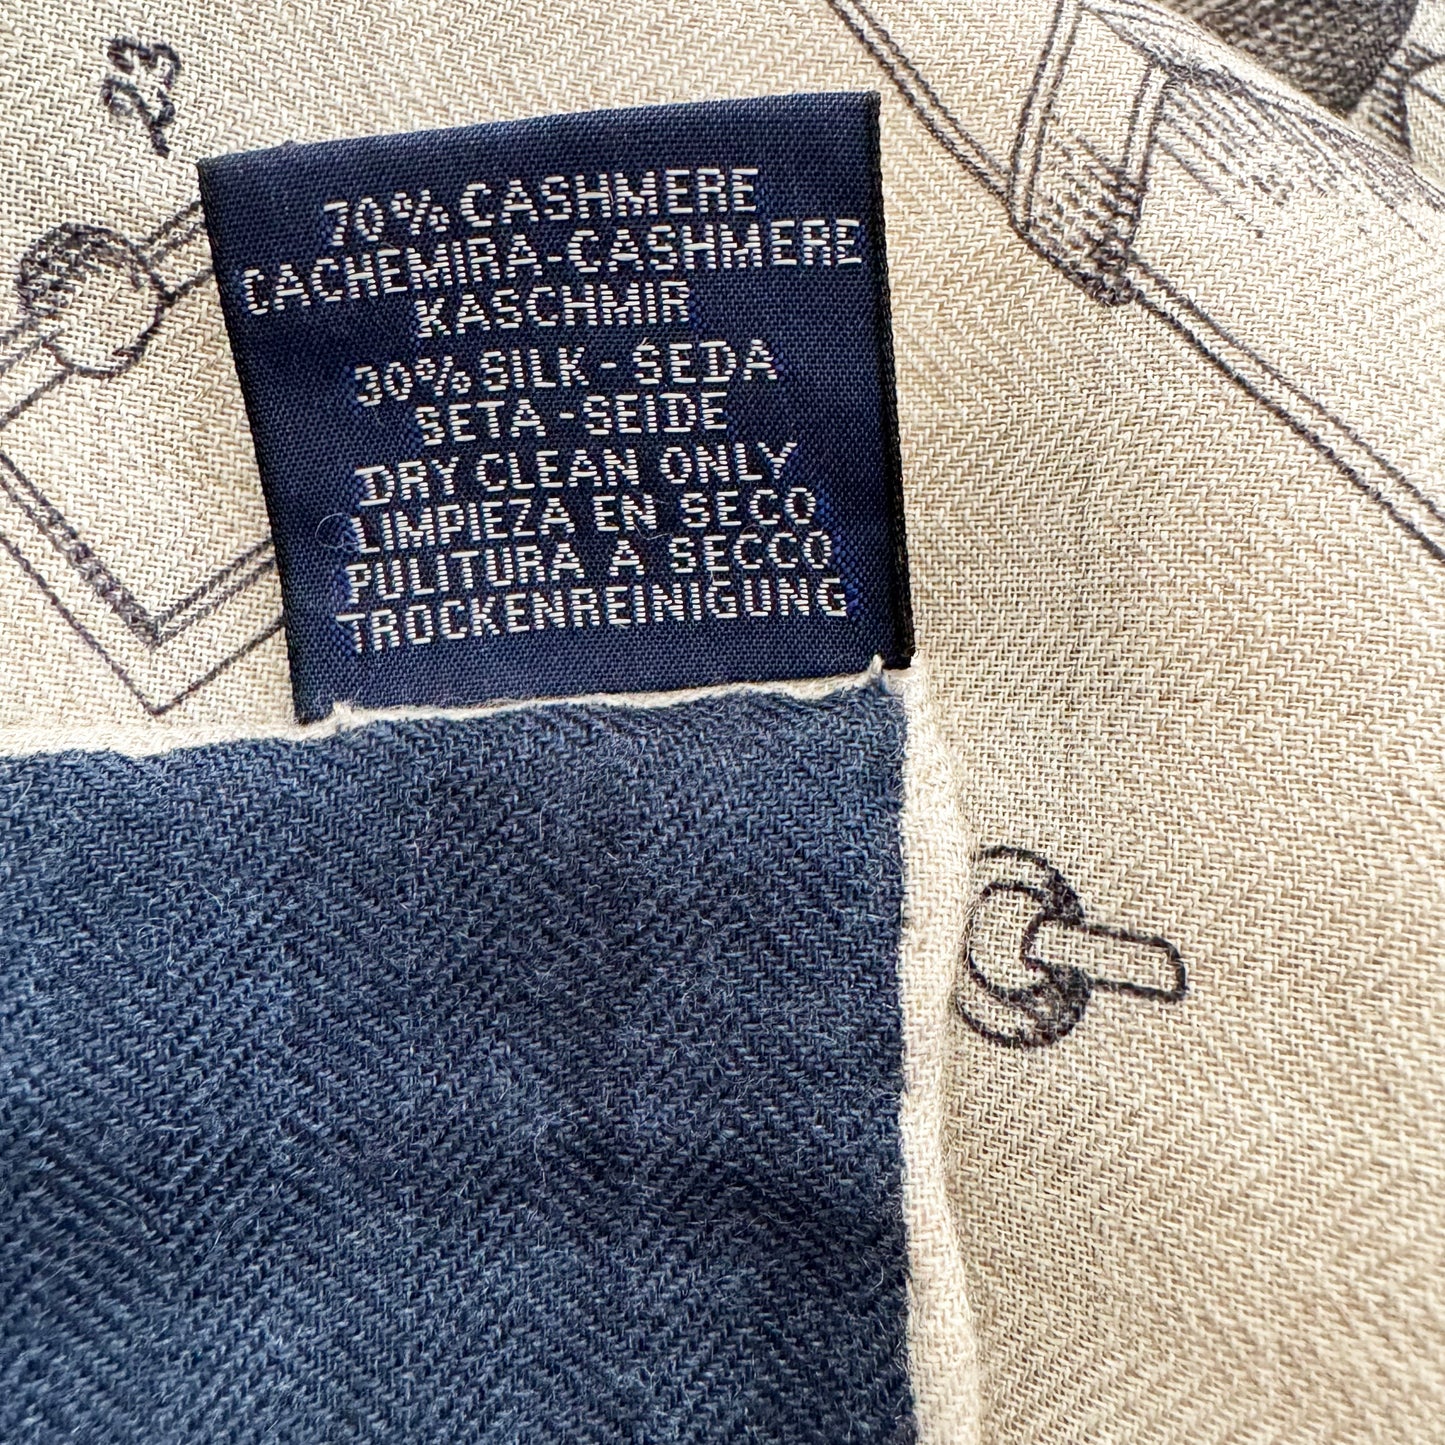 23
70% CASHMERE
CACHEMIRA-CASHMERE
KASCHMIR
30% SILK - SEDA
SETA - SEIDE
DRY CLEAN ONLY
LIMPIEZA EN SECO
PULITURA A SECCO
TROCKENREINIGUNG